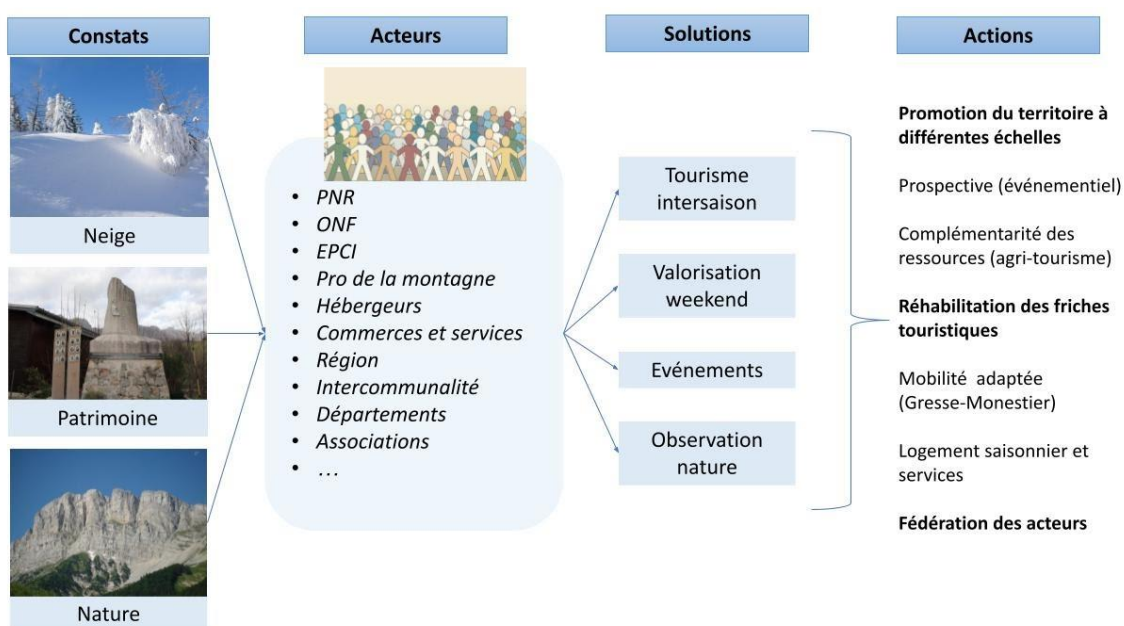 Constats
Neige
Patrimoine
Nature
Acteurs
• PNR
• ONF
• EPCI
• Pro de la montagne
• Hébergeurs
• Commerces et services
• Région
• Intercommunalité
• Départements
• Associations
• …
Solutions
Tourisme
intersaison
Valorisation
weekend
Evénements
Observation
nature
Actions
Promotion du territoire à
différentes échelles
Prospective (événementiel)
Complémentarité des
ressources (agri-tourisme)
Réhabilitation des friches
touristiques
Mobilité adaptée
(Gresse-Monestier)
Logement saisonnier et
services
Fédération des acteurs